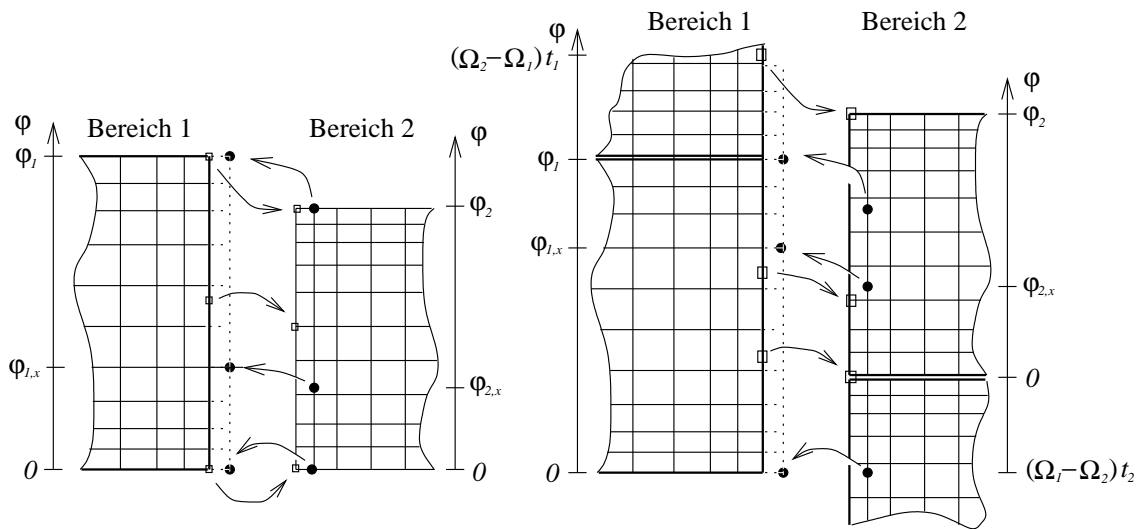 Bereich 1
Bereich 2
φ
φ
φ₁
φ₂
φ₁,ₓ
φ₂,ₓ
0
0
Bereich 1
Bereich 2
φ
φ
(Ω₂−Ω₁) t₁
φ₂
φ₁
φ₁,ₓ
φ₂,ₓ
0
0
(Ω₁−Ω₂) t₂